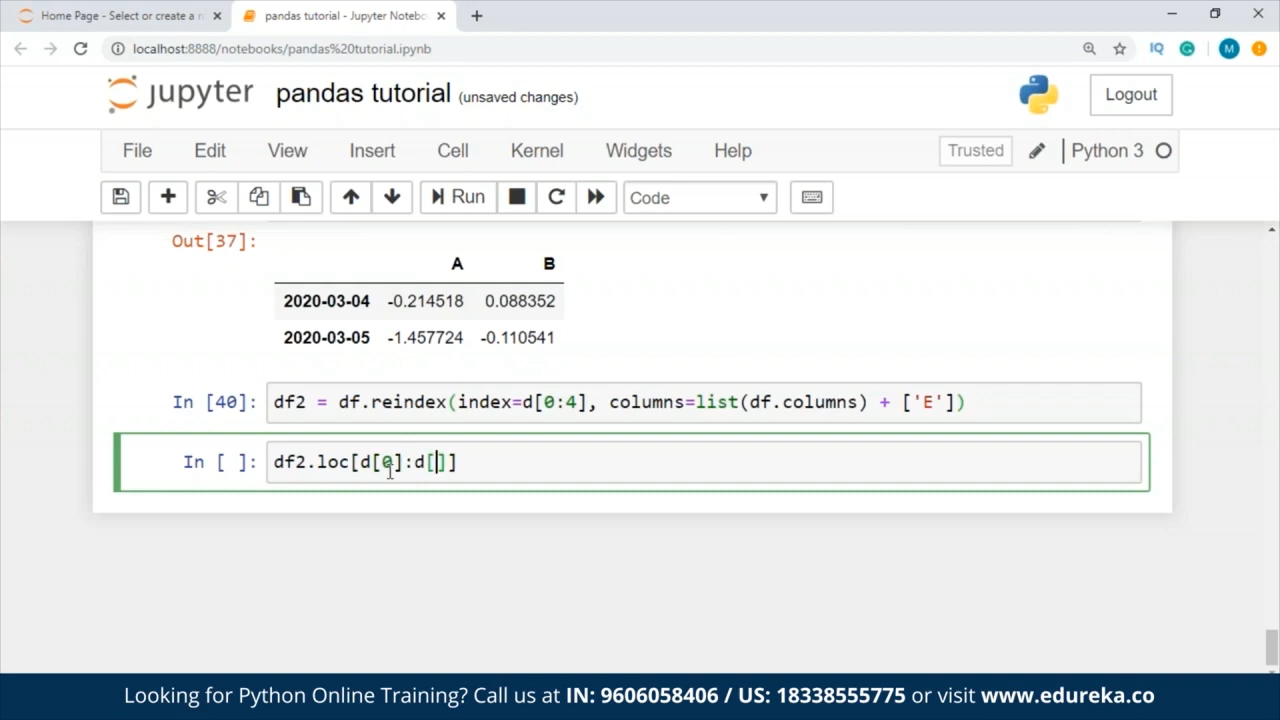 Home Page - Select or create a n
pandas tutorial - Jupyter Notebo
localhost:8888/notebooks/pandas%20tutorial.ipynb
IQ
M
jupyter pandas tutorial (unsaved changes)
Logout
File Edit View Insert Cell Kernel Widgets Help
Trusted Python 3
Run Code
Out[37]:
A B
2020-03-04 -0.214518 0.088352
2020-03-05 -1.457724 -0.110541
In [40]: df2 = df.reindex(index=d[0:4], columns=list(df.columns) + ['E'])
In [ ]: df2.loc[d[0]:d[]]
Looking for Python Online Training? Call us at IN: 9606058406 / US: 18338555775 or visit www.edureka.co